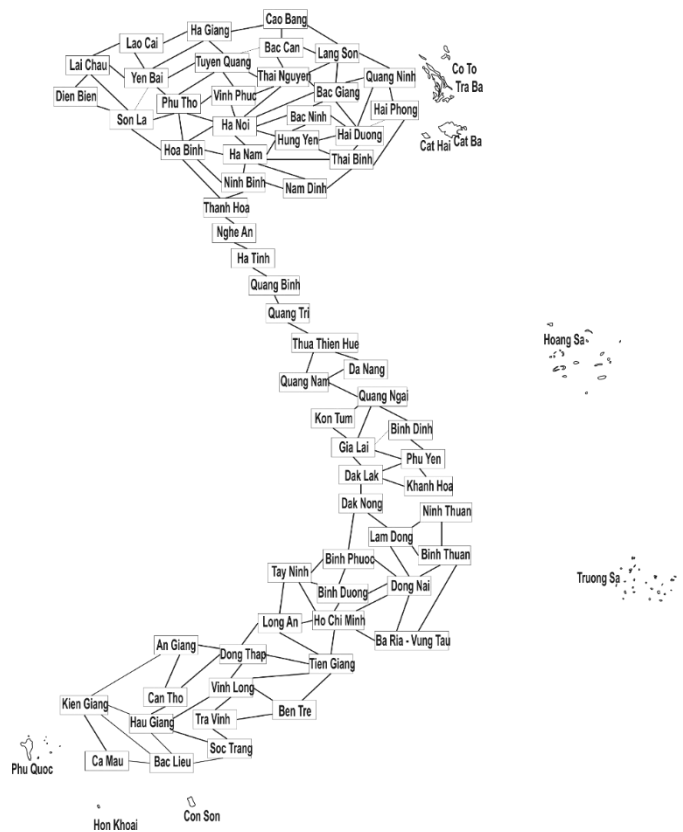 Cao Bang
Ha Giang
Lao Cai
Bac Can
Lang Son
Lai Chau
Tuyen Quang
Yen Bai
Thai Nguyen
Quang Ninh
Co To
Tra Ba
Dien Bien
Phu Tho
Vinh Phuc
Bac Giang
Hai Phong
Son La
Ha Noi
Bac Ninh
Hung Yen
Hai Duong
Cat Hai
Cat Ba
Hoa Binh
Ha Nam
Thai Binh
Ninh Binh
Nam Dinh
Thanh Hoa
Nghe An
Ha Tinh
Quang Binh
Quang Tri
Thua Thien Hue
Hoang Sa
Da Nang
Quang Nam
Quang Ngai
Kon Tum
Binh Dinh
Gia Lai
Phu Yen
Dak Lak
Khanh Hoa
Dak Nong
Ninh Thuan
Lam Dong
Binh Thuan
Binh Phuoc
Tay Ninh
Truong Sa
Binh Duong
Dong Nai
Long An
Ho Chi Minh
Ba Ria - Vung Tau
An Giang
Dong Thap
Tien Giang
Can Tho
Vinh Long
Kien Giang
Hau Giang
Tra Vinh
Ben Tre
Soc Trang
Ca Mau
Bac Lieu
Phu Quoc
Con Son
Hon Khoai